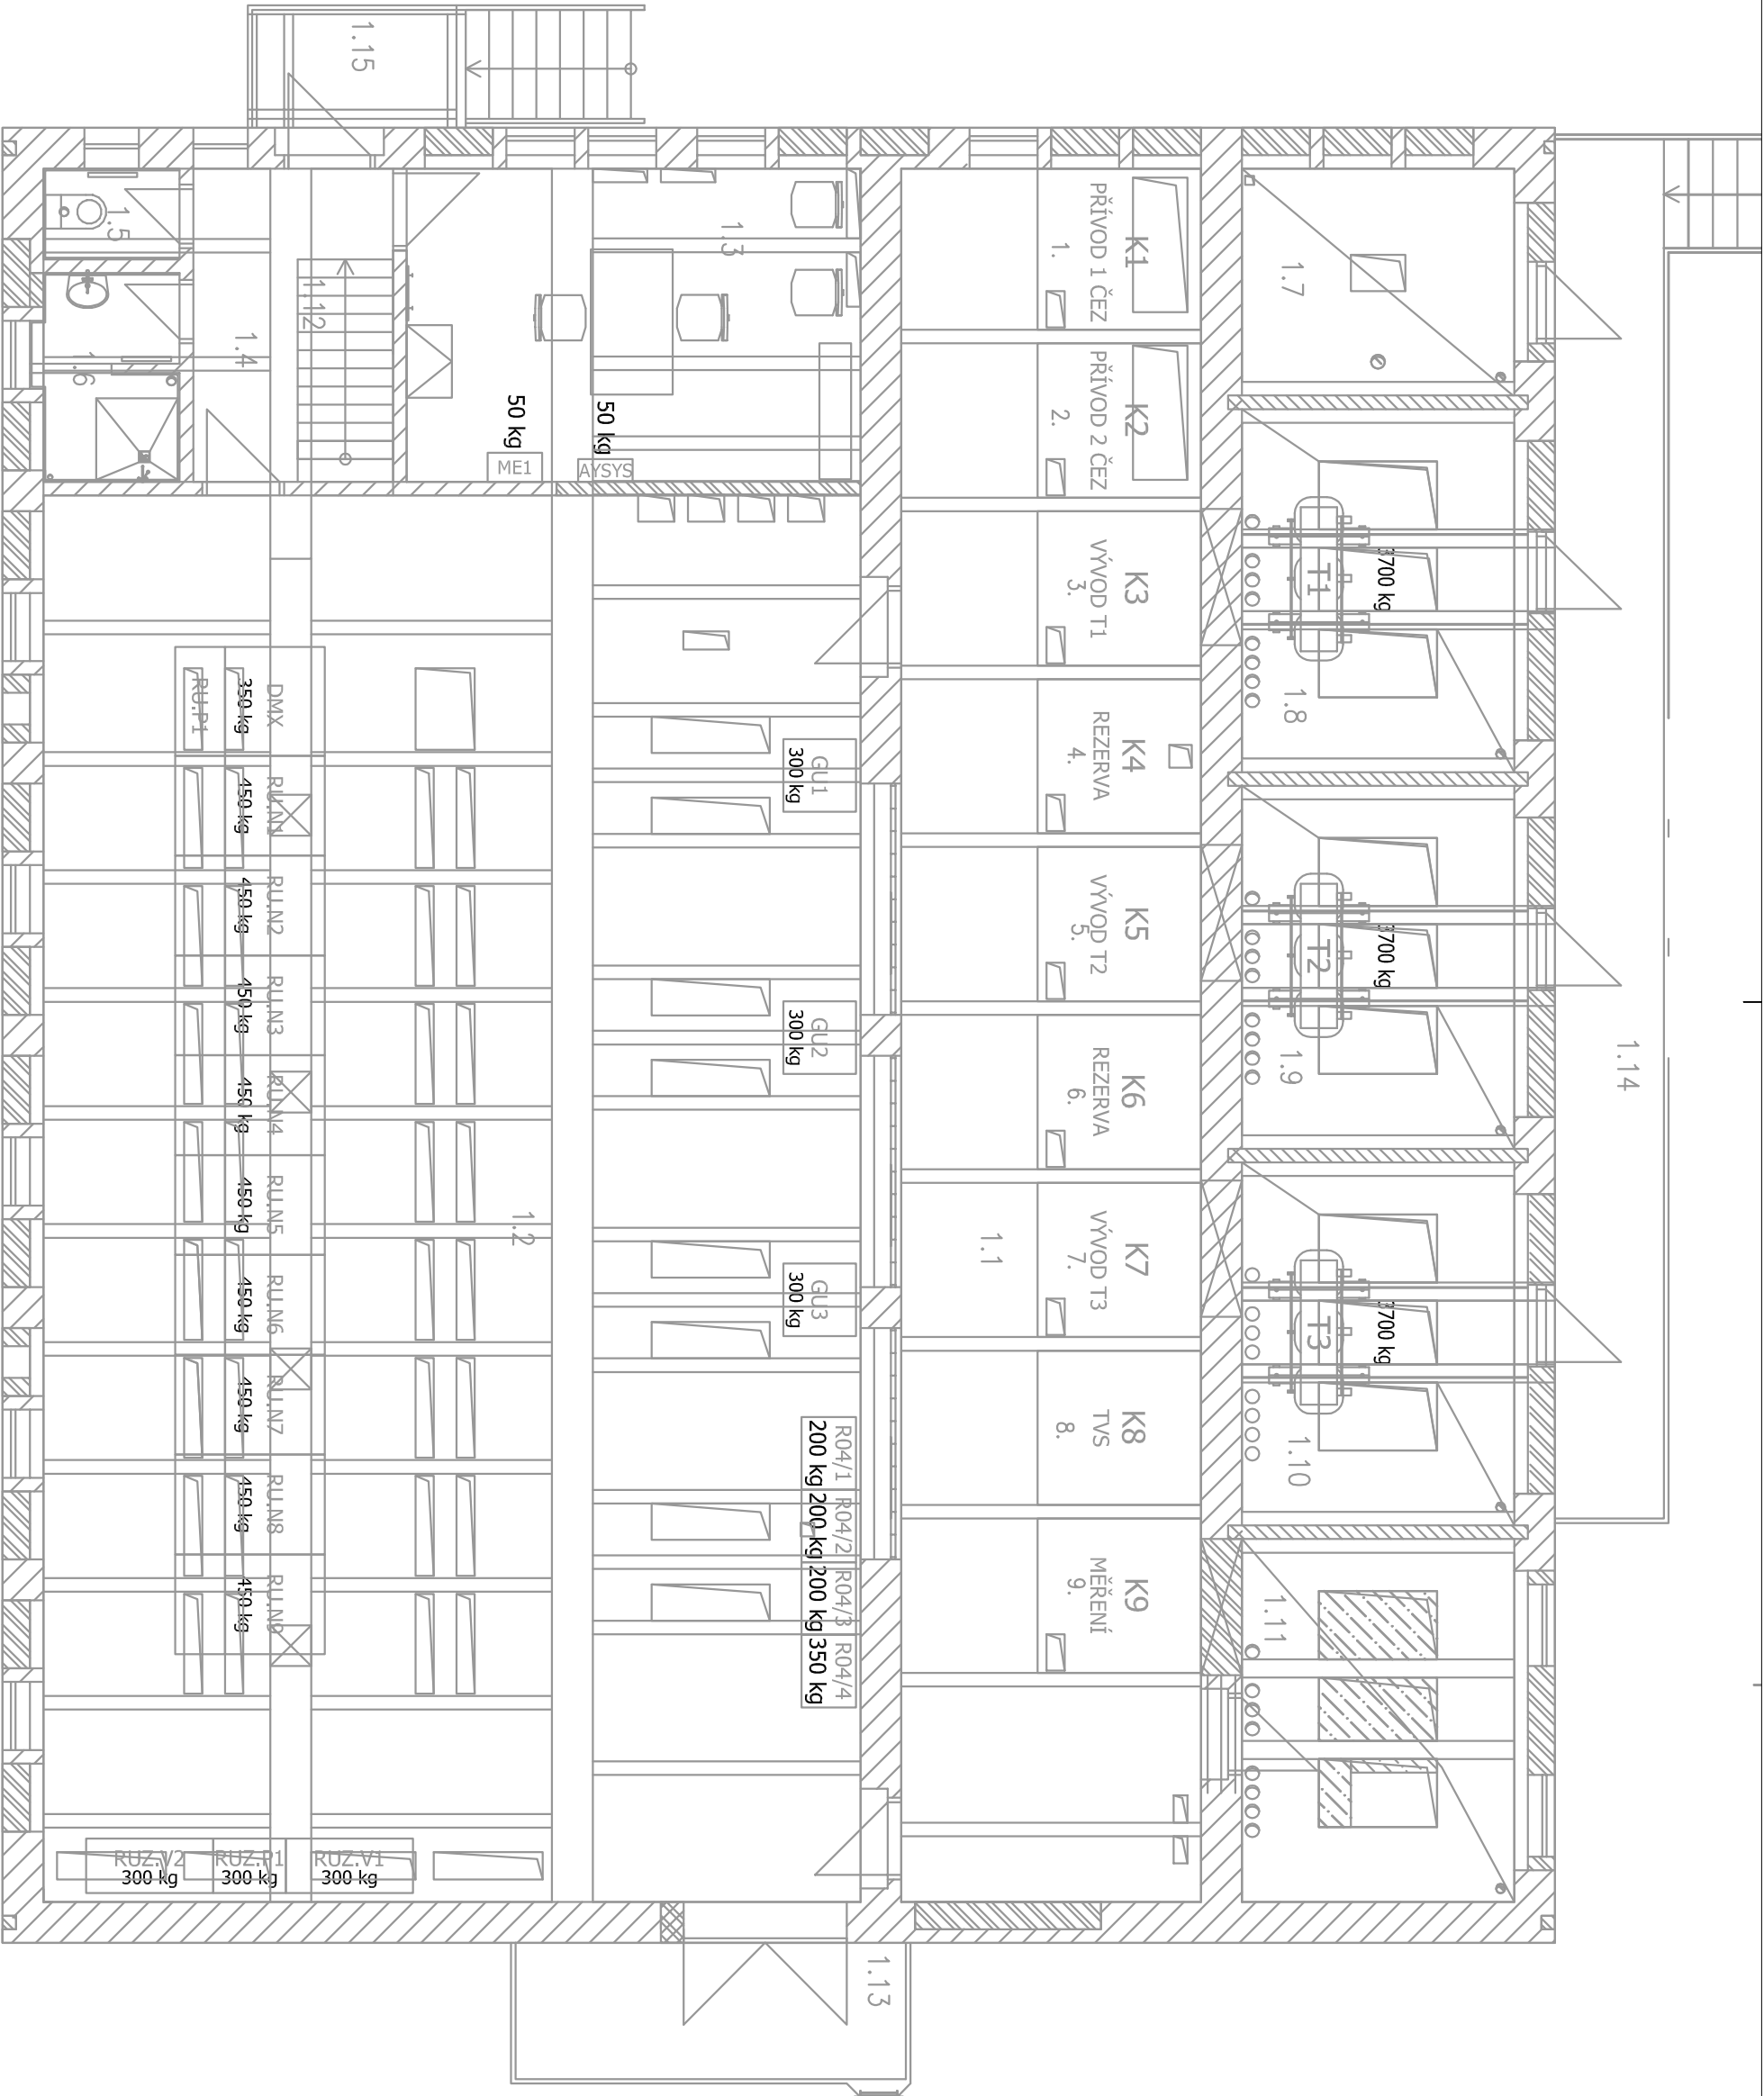 1.15
1.5
1.6
1.4
1.12
1.3
50 kg
ME1
50 kg
AYSYS
K1
PŘÍVOD 1 ČEZ
1.
K2
PŘÍVOD 2 ČEZ
2.
K3
VÝVOD T1
3.
K4
REZERVA
4.
K5
VÝVOD T2
5.
K6
REZERVA
6.
K7
VÝVOD T3
7.
K8
TVS
8.
K9
MĚŘENÍ
9.
1.1
1.7
T1
3700 kg
1.8
T2
3700 kg
1.9
T3
3700 kg
1.10
1.11
1.14
DMX
350 kg
RU.P1
RU.N1
450 kg
RU.N2
450 kg
RU.N3
450 kg
RU.N4
450 kg
RU.N5
450 kg
RU.N6
450 kg
RU.N7
450 kg
RU.N8
450 kg
RU.N9
450 kg
1.2
GU1
300 kg
GU2
300 kg
GU3
300 kg
R04/1
200 kg
R04/2
200 kg
R04/3
200 kg
R04/4
350 kg
RUZ.V2
300 kg
RUZ.P1
300 kg
RUZ.V1
300 kg
1.13